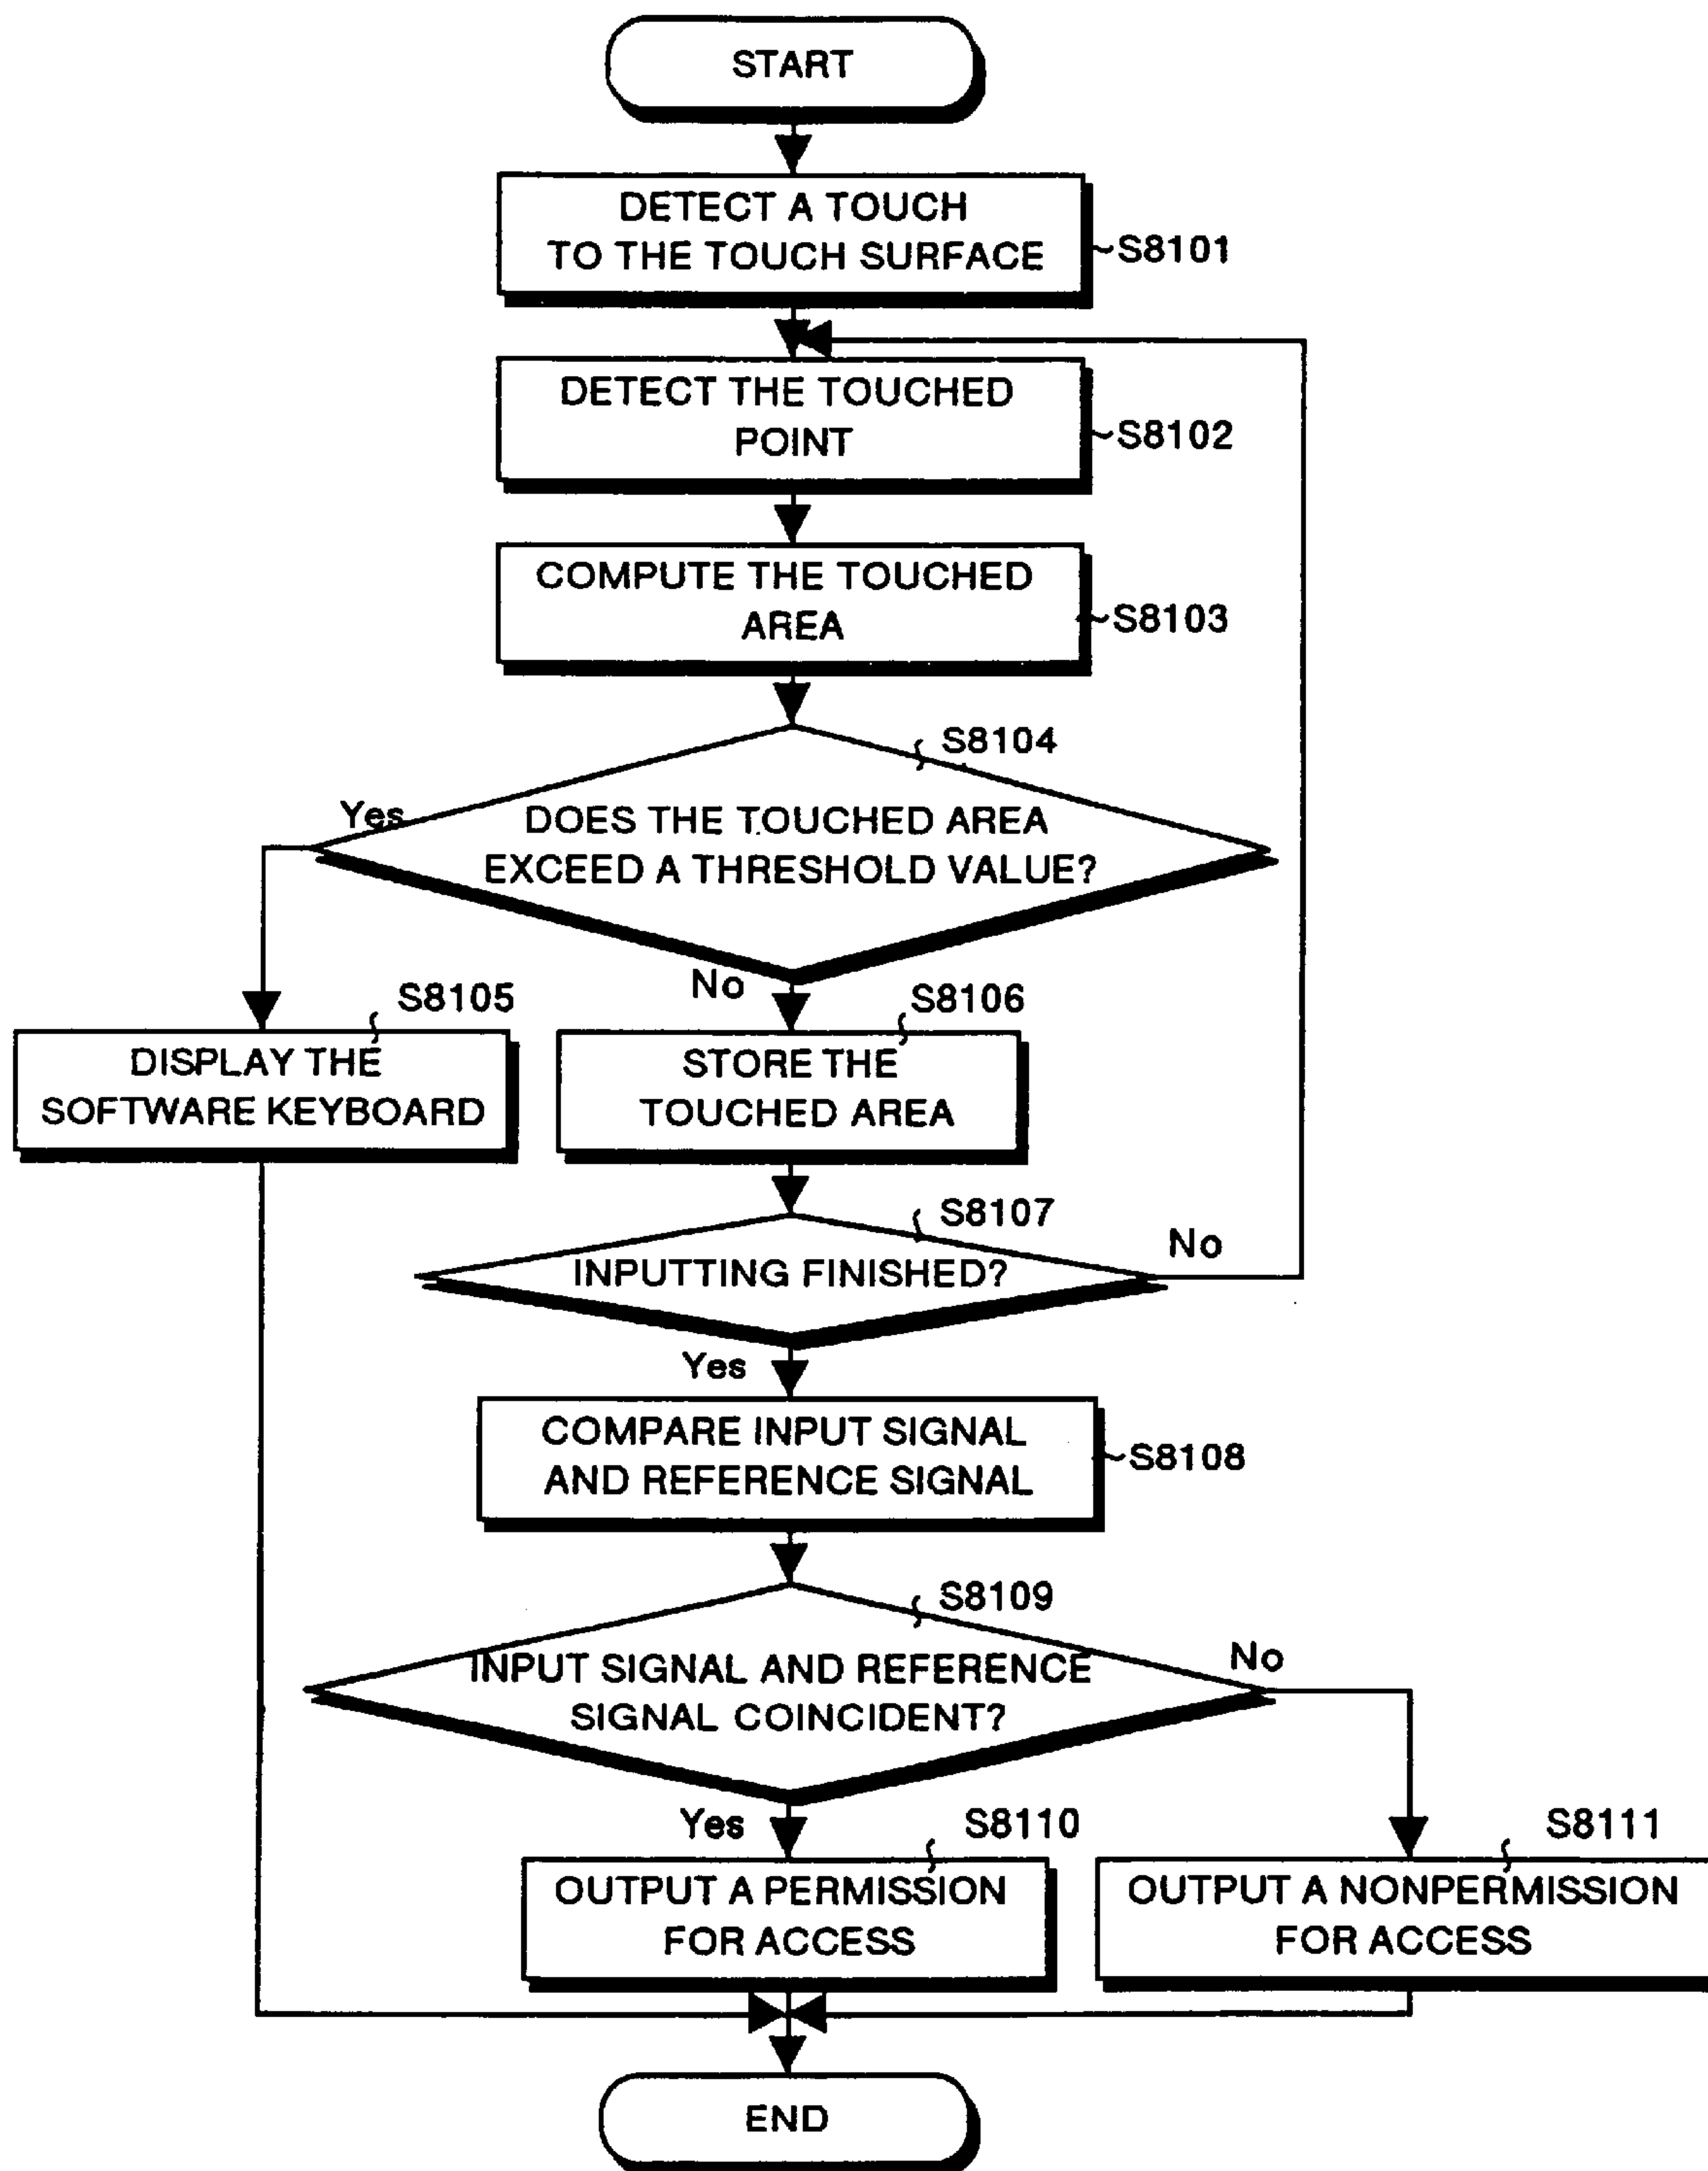 START
DETECT A TOUCH
TO THE TOUCH SURFACE
S8101
DETECT THE TOUCHED
POINT
S8102
COMPUTE THE TOUCHED
AREA
S8103
S8104
Yes
DOES THE TOUCHED AREA
EXCEED A THRESHOLD VALUE?
No
S8105
DISPLAY THE
SOFTWARE KEYBOARD
S8106
STORE THE
TOUCHED AREA
S8107
INPUTTING FINISHED?
No
Yes
COMPARE INPUT SIGNAL
AND REFERENCE SIGNAL
S8108
S8109
INPUT SIGNAL AND REFERENCE
SIGNAL COINCIDENT?
No
Yes
S8110
OUTPUT A PERMISSION
FOR ACCESS
S8111
OUTPUT A NONPERMISSION
FOR ACCESS
END